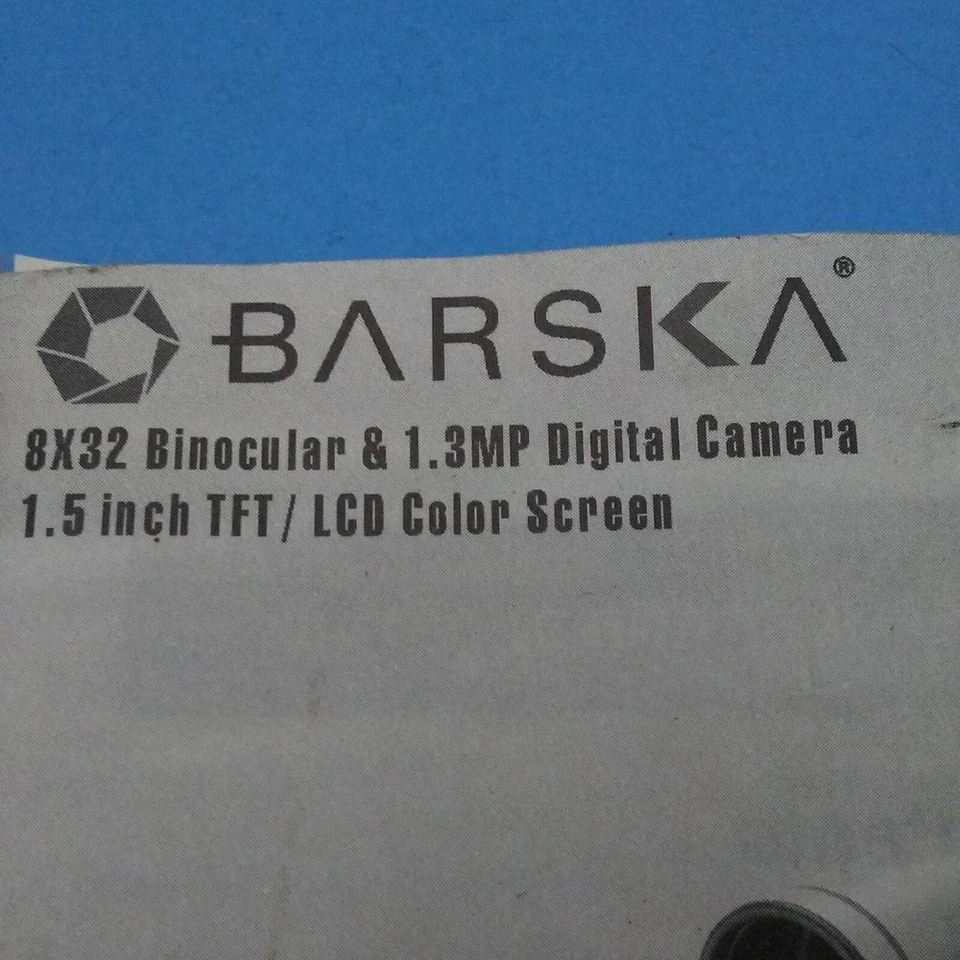 BARSKA®
8X32 Binocular & 1.3MP Digital Camera
1.5 inch TFT/ LCD Color Screen